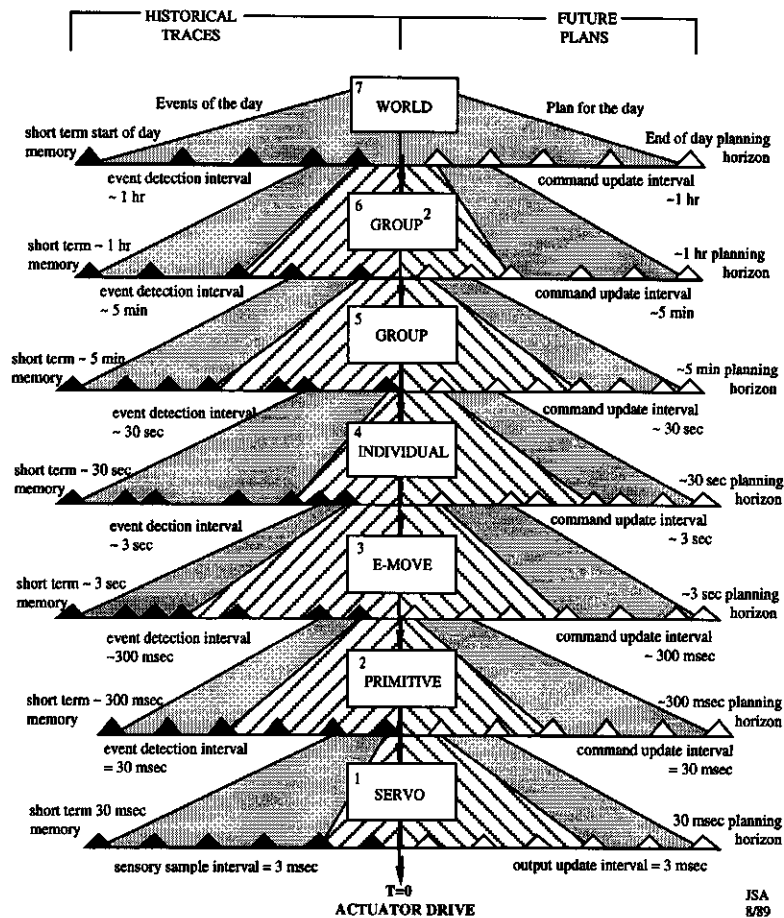 HISTORICAL
TRACES
FUTURE
PLANS
7
WORLD
Events of the day
Plan for the day
short term start of day
memory
End of day planning
horizon
event detection interval
~ 1 hr
command update interval
~1 hr
6
GROUP2
short term ~ 1 hr
memory
~1 hr planning
horizon
event detection interval
~ 5 min
command update interval
~5 min
5
GROUP
short term ~ 5 min
memory
~5 min planning
horizon
event detection interval
~ 30 sec
command update interval
~ 30 sec
4
INDIVIDUAL
short term ~ 30 sec
memory
~30 sec planning
horizon
event dection interval
~ 3 sec
command update interval
~ 3 sec
3
E-MOVE
short term ~ 3 sec
memory
~3 sec planning
horizon
event detection interval
~300 msec
command update interval
~ 300 msec
2
PRIMITIVE
short term ~ 300 msec
memory
~300 msec planning
horizon
event detection interval
= 30 msec
command update interval
= 30 msec
1
SERVO
short term 30 msec
memory
30 msec planning
horizon
sensory sample interval = 3 msec
output update interval = 3 msec
T=0
ACTUATOR DRIVE
JSA
8/89